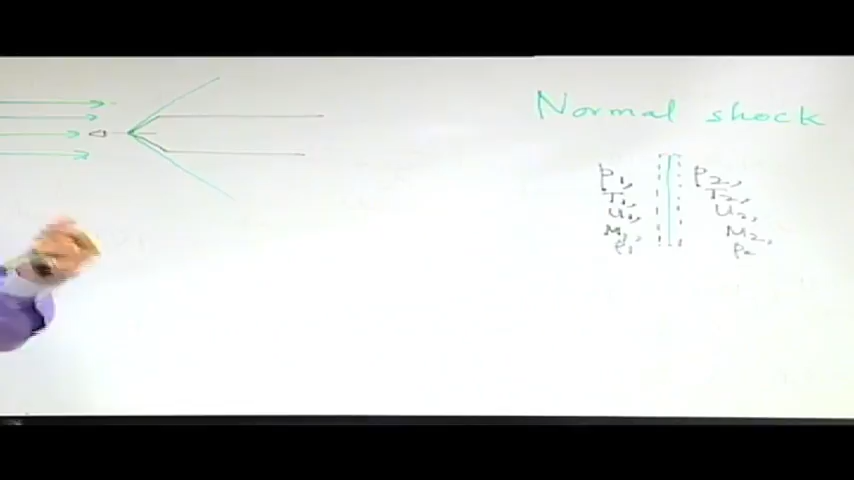 Normal shock
P1, P2,
T1, T2,
u1, u2,
M1, M2,
ρ1 ρ2